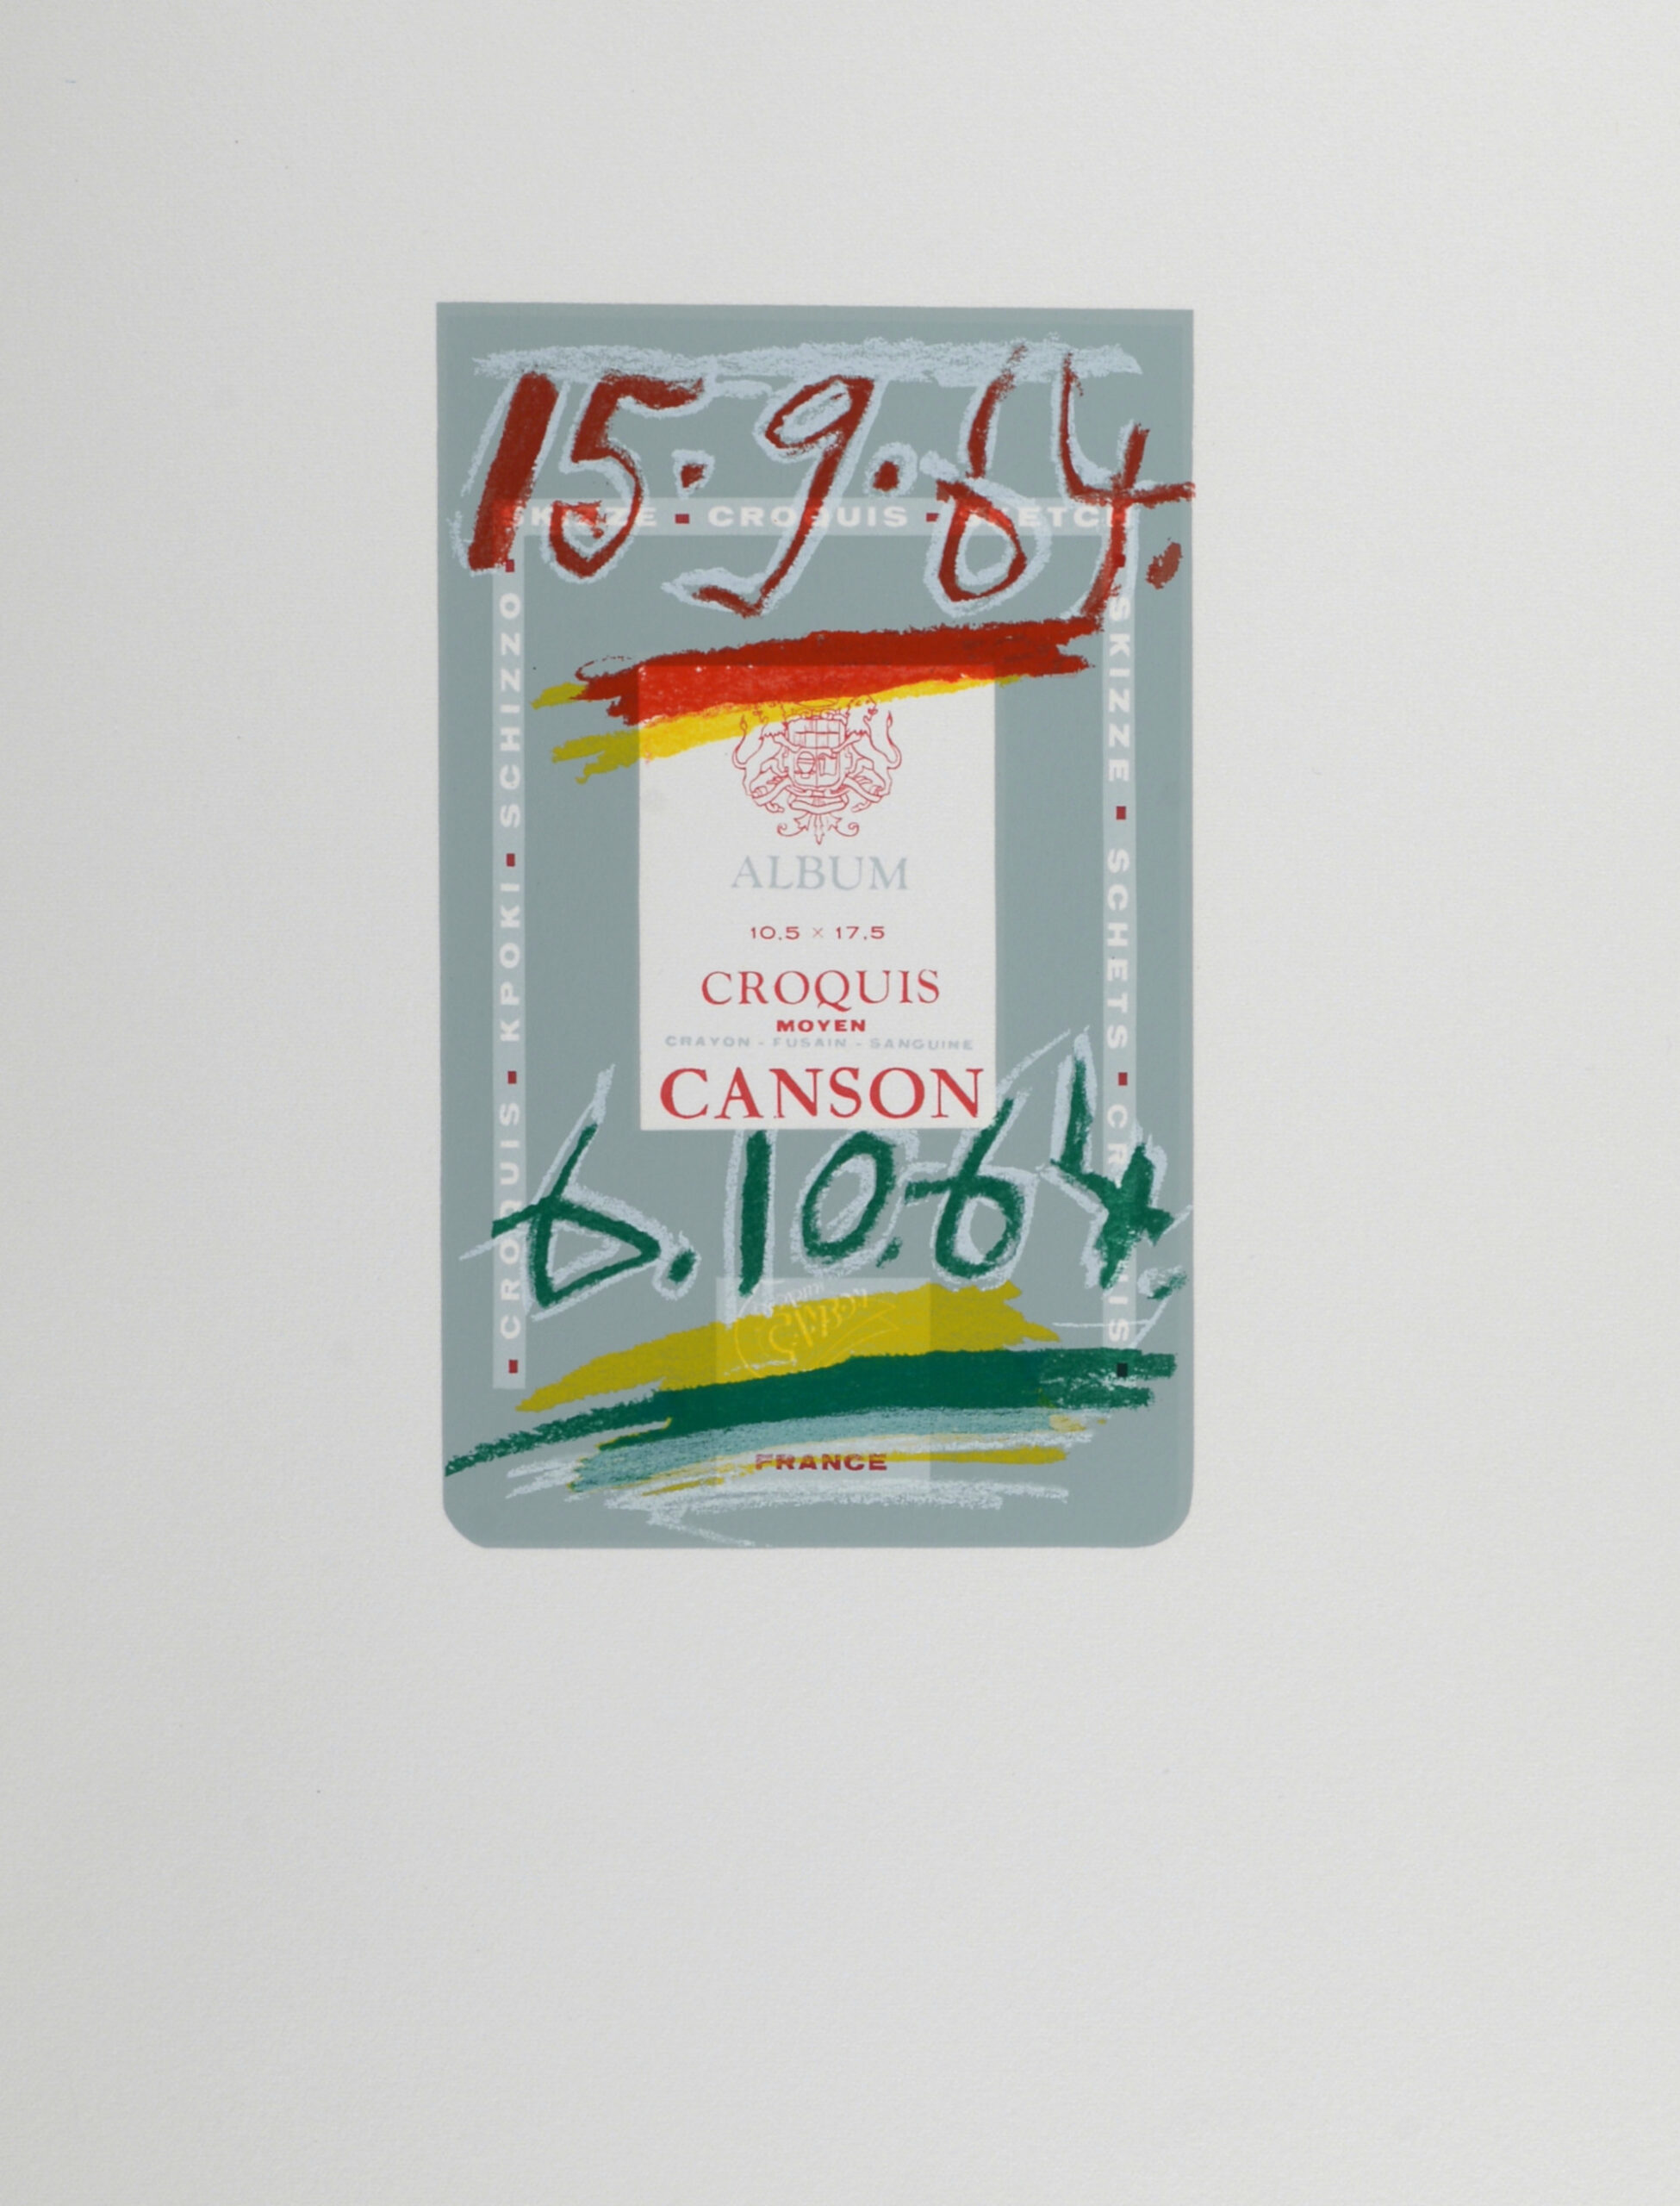 15.9.64.
SKIZZE ▪ CROQUIS ▪ SKETCH
CROQUIS ▪ KPOKI ▪ SCHIZZO ▪
SKIZZE ▪ SCHETS ▪ CROQUIS ▪
ALBUM
10,5 × 17,5
CROQUIS
MOYEN
CRAYON - FUSAIN - SANGUINE
CANSON
6.10.64.
FRANCE